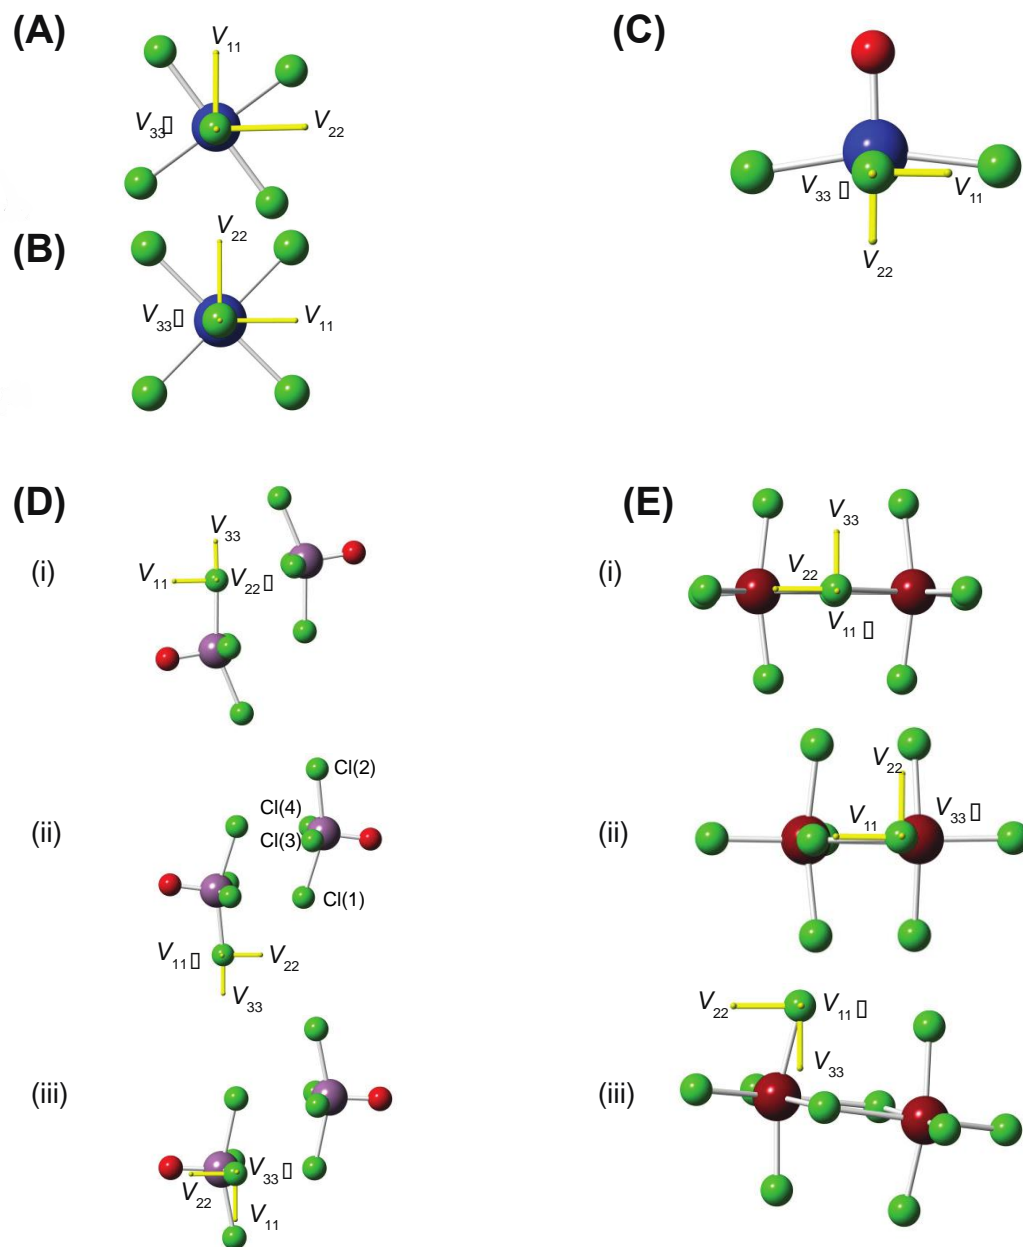 (A)
V11
V33▯
V22
(B)
V22
V33▯
V11
(C)
V33 ▯
V11
V22
(D)
(i)
V33
V11
V22▯
(ii)
Cl(2)
Cl(4)
Cl(3)
Cl(1)
V11▯
V22
V33
(iii)
V33 ▯
V22
V11
(E)
(i)
V33
V22
V11 ▯
(ii)
V22
V11
V33▯
(iii)
V22
V11▯
V33